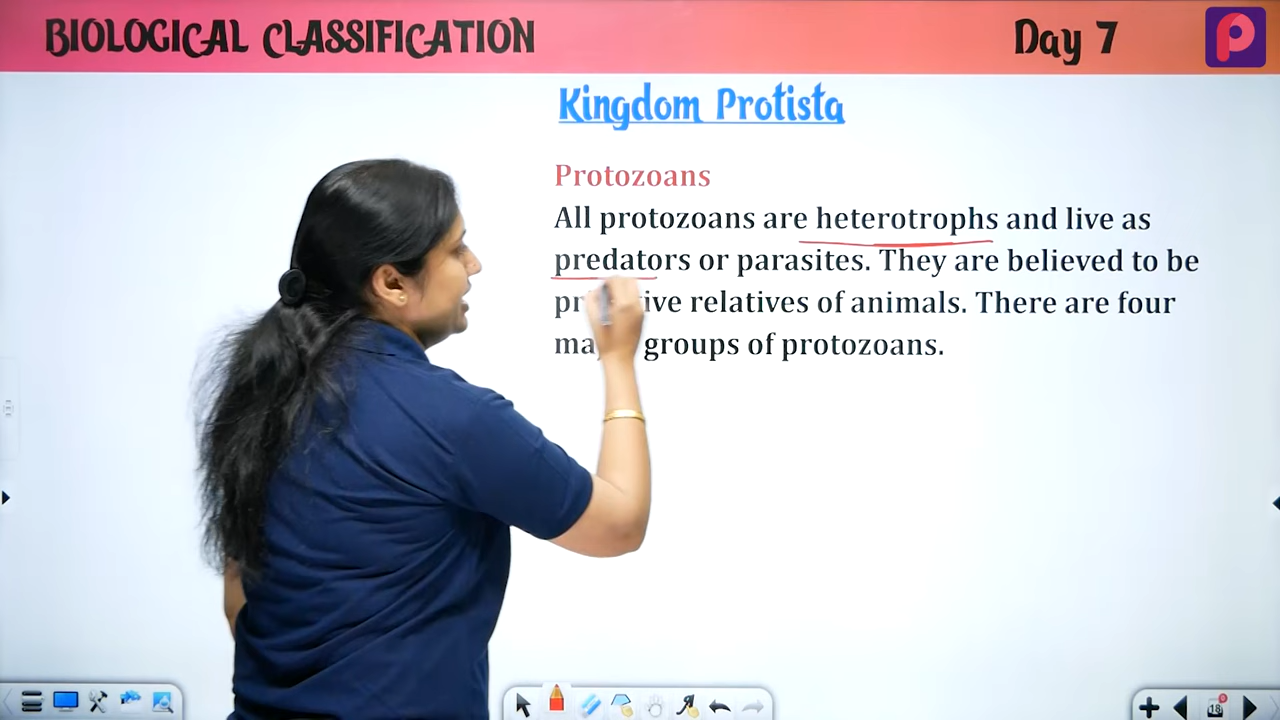 BIOLOGICAL CLASSIFICATION
Day 7
Kingdom Protista
Protozoans
All protozoans are heterotrophs and live as
predators or parasites. They are believed to be
relatives of animals. There are four
groups of protozoans.
18